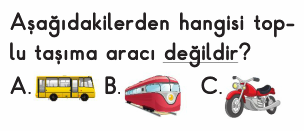 Aşağıdakilerden hangisi top-
lu taşıma aracı değildir?
A. B. C.